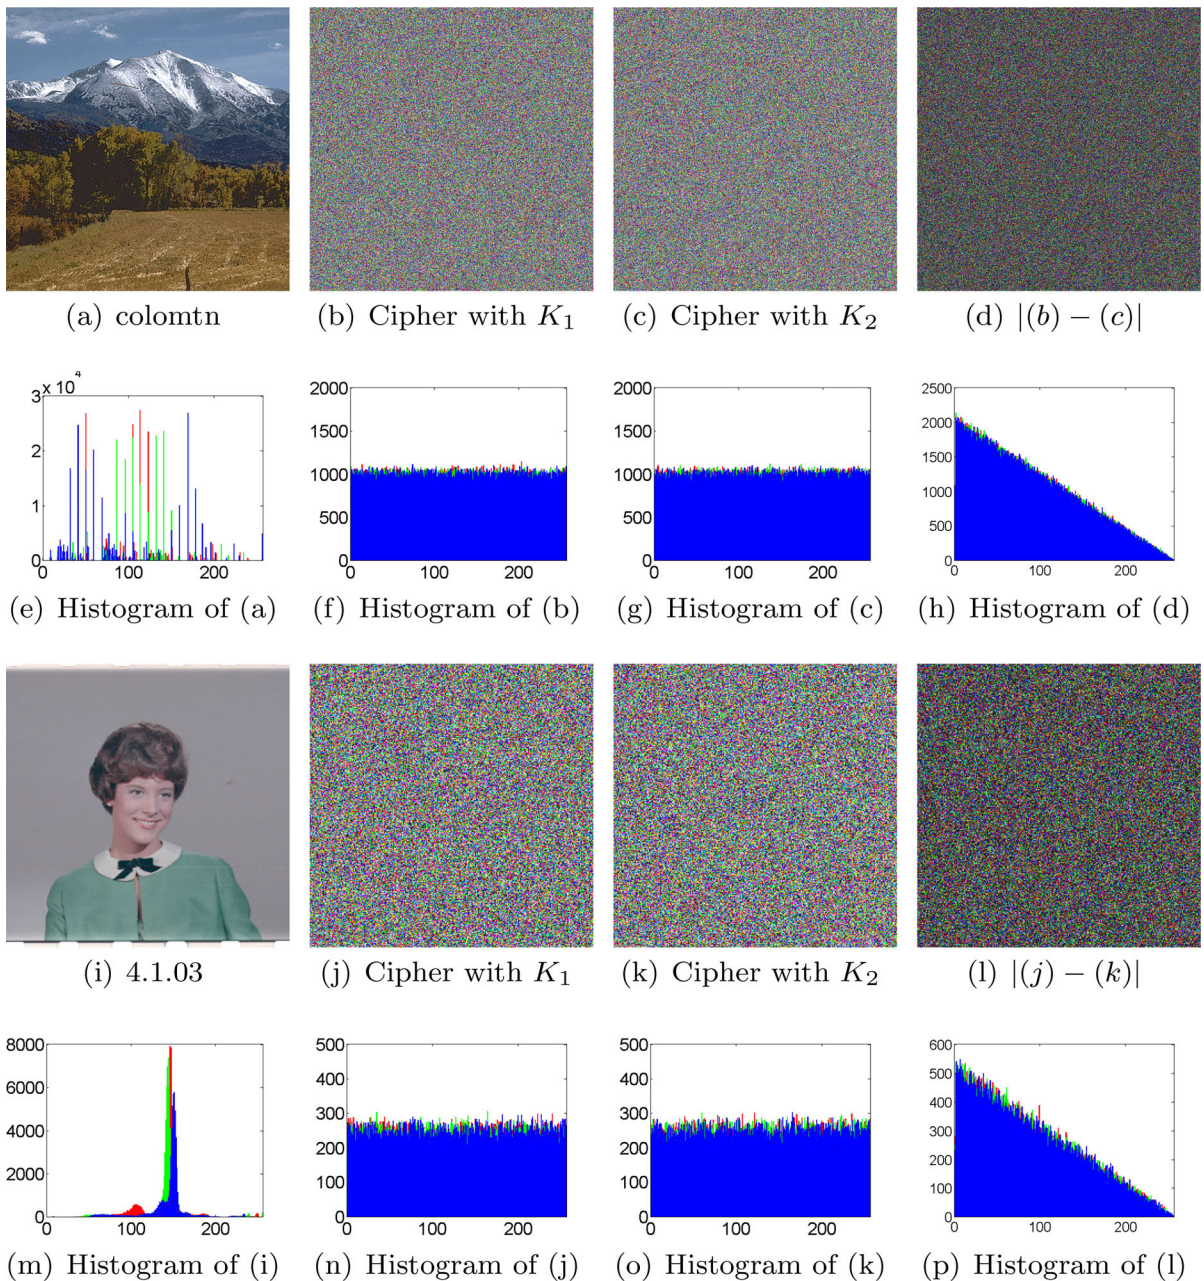 (a) colomtn
(b) Cipher with K₁
(c) Cipher with K₂
(d) |(b) − (c)|
3 x 10⁴
2
1
0
0 100 200
2000
1500
1000
500
0
0 100 200
2000
1500
1000
500
0
0 100 200
2500
2000
1500
1000
500
0
0 100 200
(e) Histogram of (a)
(f) Histogram of (b)
(g) Histogram of (c)
(h) Histogram of (d)
(i) 4.1.03
(j) Cipher with K₁
(k) Cipher with K₂
(l) |(j) − (k)|
8000
6000
4000
2000
0
0 100 200
500
400
300
200
100
0
0 100 200
500
400
300
200
100
0
0 100 200
600
500
400
300
200
100
0
0 100 200
(m) Histogram of (i)
(n) Histogram of (j)
(o) Histogram of (k)
(p) Histogram of (l)